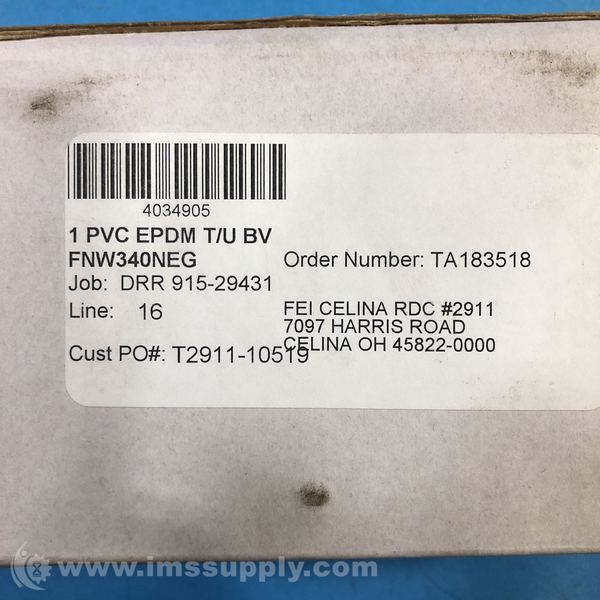 4034905
1 PVC EPDM T/U BV
FNW340NEG
Order Number: TA183518
Job: DRR 915-29431
Line: 16
FEI CELINA RDC #2911
7097 HARRIS ROAD
CELINA OH 45822-0000
Cust PO#: T2911-10519
www.imssupply.com